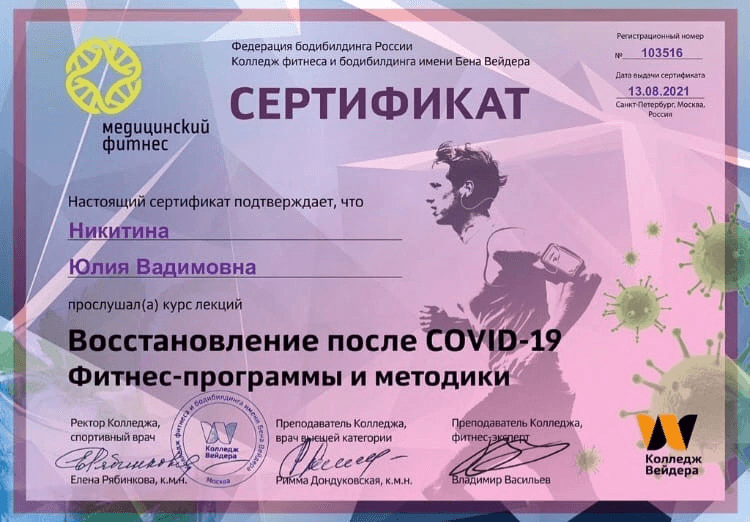 медицинский
фитнес
Федерация бодибилдинга России
Колледж фитнеса и бодибилдинга имени Бена Вейдера
СЕРТИФИКАТ
Регистрационный номер
№ 103516
Дата выдачи сертификата
13.08.2021
Санкт-Петербург, Москва,
Россия
Настоящий сертификат подтверждает, что
Никитина
Юлия Вадимовна
прослушал(а) курс лекций
Восстановление после COVID-19
Фитнес-программы и методики
Ректор Колледжа,
спортивный врач
Елена Рябинкова, к.м.н.
фитнеса и бодибилдинга имени Бена Вейдера
Колледж
Вейдера
Москва
Преподаватель Колледжа,
врач высшей категории
Римма Дондуковская, к.м.н.
Преподаватель Колледжа,
фитнес-эксперт
Владимир Васильев
Колледж
Вейдера